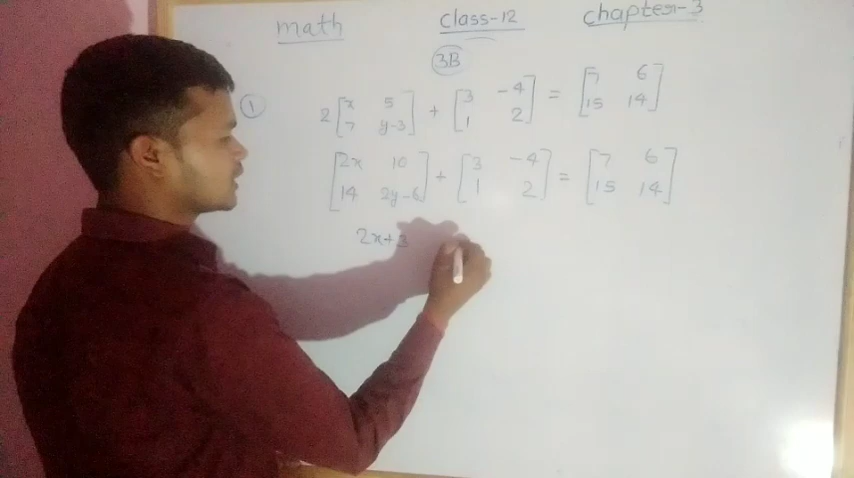 math Class-12 chapter-3
3B
1 2 [x 5 + [3 -4] = [7 6
7 y-3] 1 2] 15 14]
[2x 10 + [3 -4] = [7 6
14 2y-6] 1 2] 15 14]
2x+3